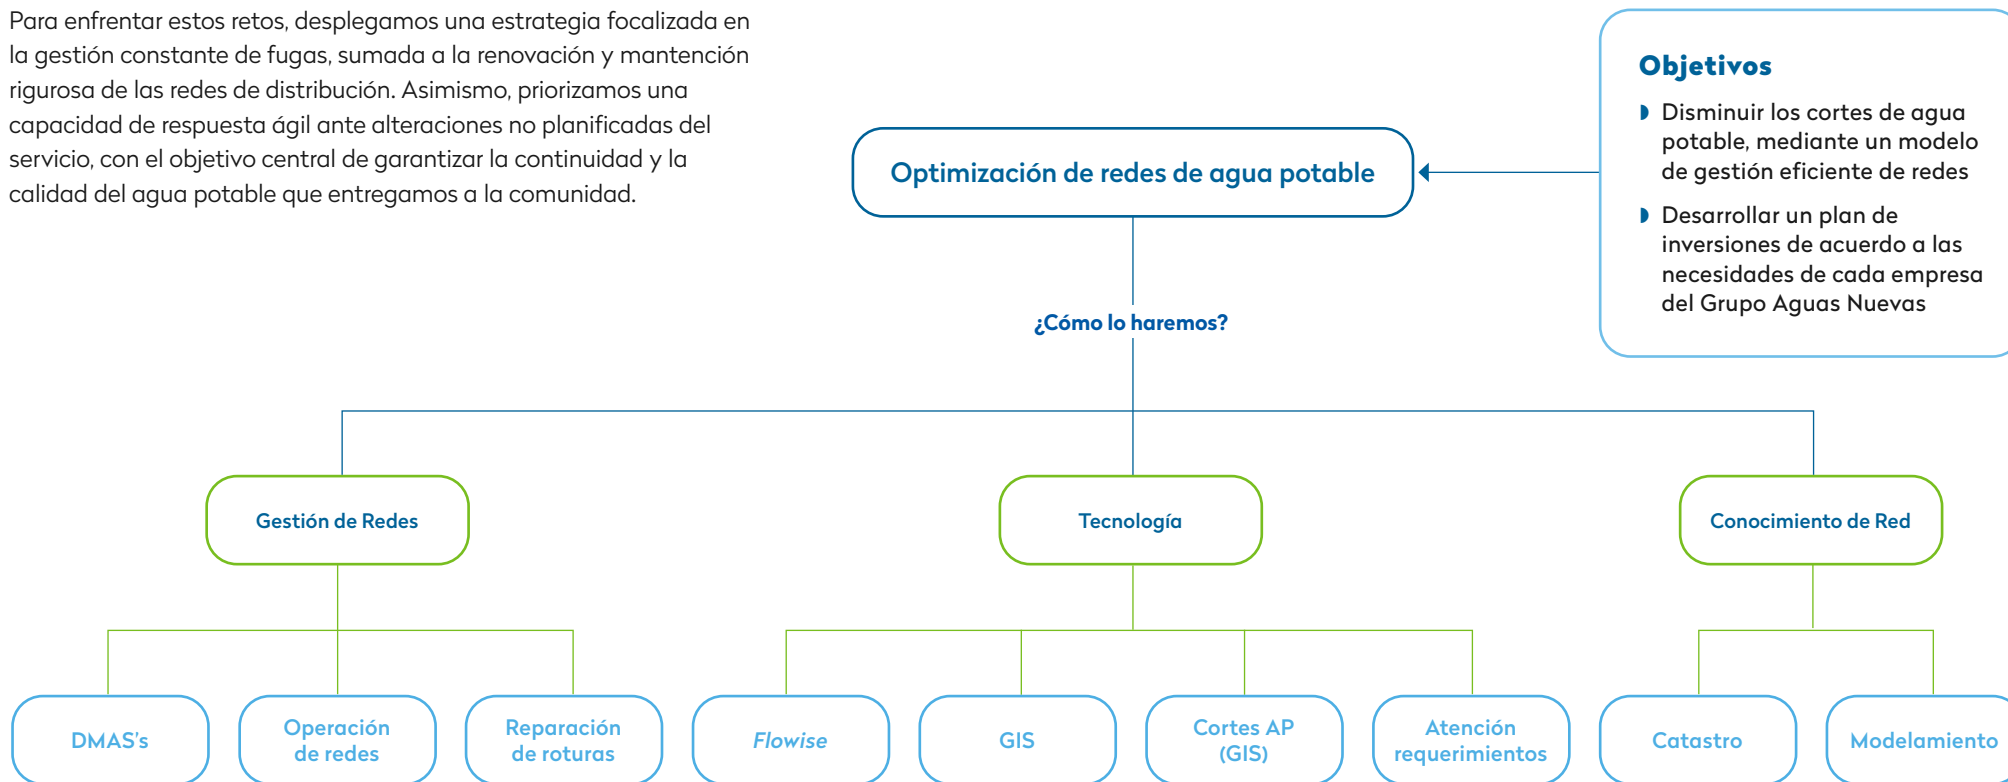 Para enfrentar estos retos, desplegamos una estrategia focalizada en
la gestión constante de fugas, sumada a la renovación y mantención
rigurosa de las redes de distribución. Asimismo, priorizamos una
capacidad de respuesta ágil ante alteraciones no planificadas del
servicio, con el objetivo central de garantizar la continuidad y la
calidad del agua potable que entregamos a la comunidad.
Objetivos
Disminuir los cortes de agua
potable, mediante un modelo
de gestión eficiente de redes
Desarrollar un plan de
inversiones de acuerdo a las
necesidades de cada empresa
del Grupo Aguas Nuevas
Optimización de redes de agua potable
¿Cómo lo haremos?
Gestión de Redes
Tecnología
Conocimiento de Red
DMAS's
Operación
de redes
Reparación
de roturas
Flowise
GIS
Cortes AP
(GIS)
Atención
requerimientos
Catastro
Modelamiento